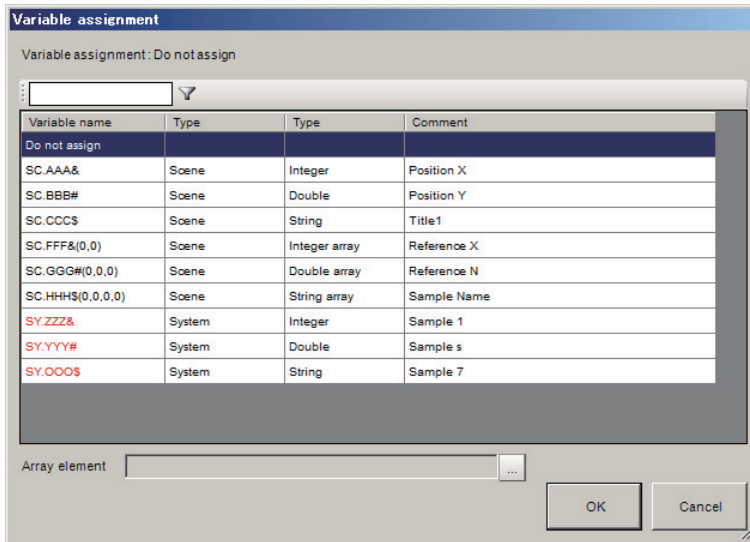 Variable assignment
Variable assignment : Do not assign
Variable name Type Type Comment
Do not assign
SC.AAA& Scene Integer Position X
SC.BBB# Scene Double Position Y
SC.CCC$ Scene String Title1
SC.FFF&(0,0) Scene Integer array Reference X
SC.GGG#(0,0,0) Scene Double array Reference N
SC.HHH$(0,0,0,0) Scene String array Sample Name
SY.ZZZ& System Integer Sample 1
SY.YYY# System Double Sample s
SY.OOO$ System String Sample 7
Array element ...
OK Cancel